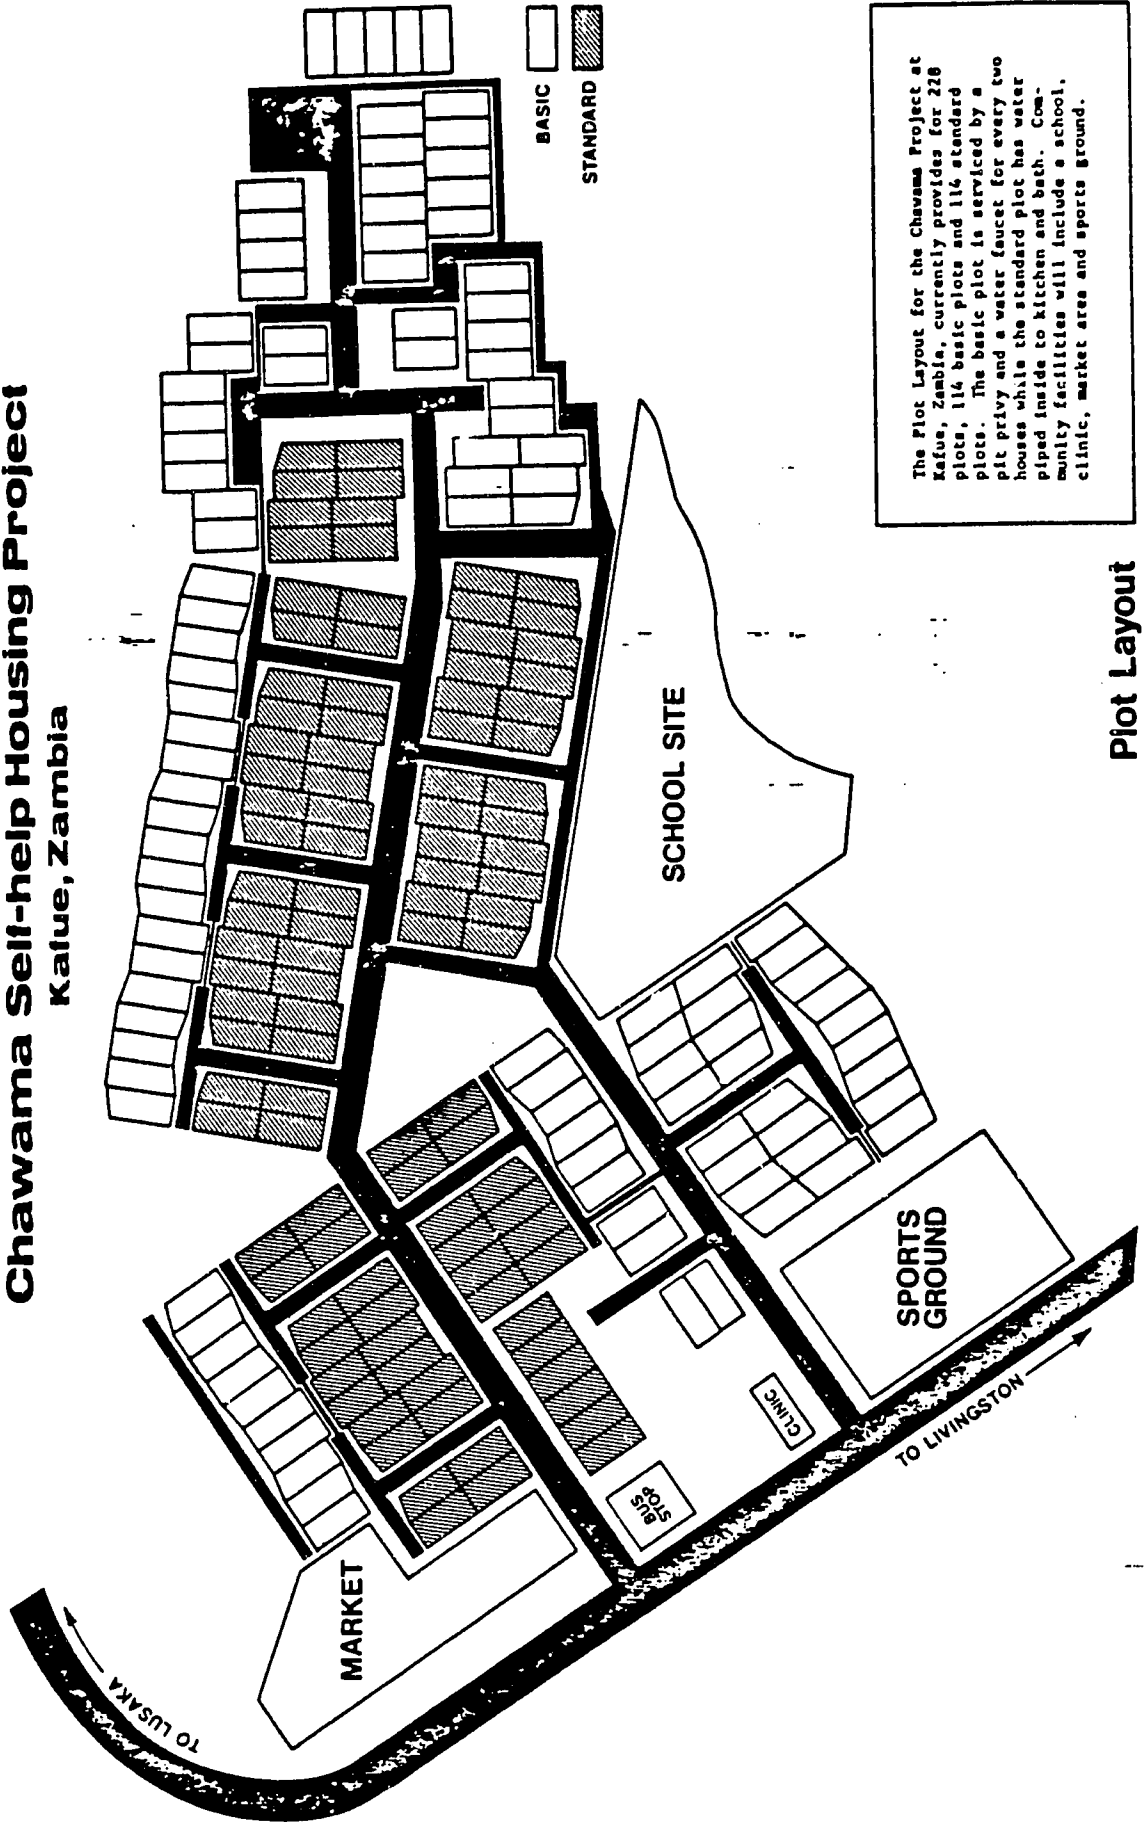 Chawama Self-help Housing Project
Kafue, Zambia
BASIC
STANDARD
TO LUSAKA
MARKET
BUS
STOP
CLINIC
SCHOOL SITE
SPORTS
GROUND
TO LIVINGSTON
The Plot Layout for the Chawama Project at
Kafue, Zambia, currently provides for 228
plots, 114 basic plots and 114 standard
plots. The basic plot is serviced by a
pit privy and a water faucet for every two
houses while the standard plot has water
piped inside to kitchen and bath. Com-
munity facilities will include a school,
clinic, market area and sports ground.
Plot Layout